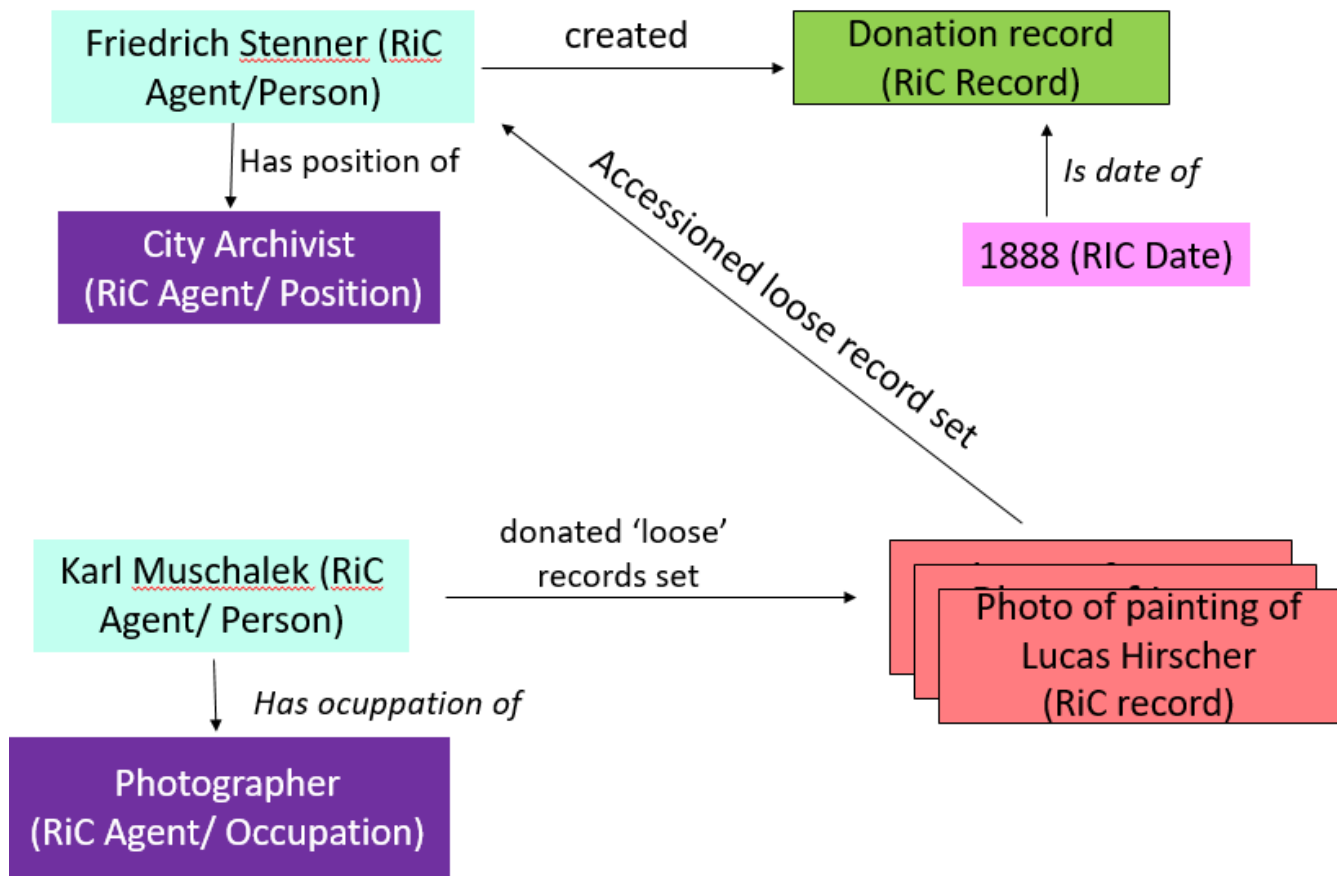 Friedrich Stenner (RiC
Agent/Person)
created
Donation record
(RiC Record)
Has position of
Is date of
City Archivist
(RiC Agent/ Position)
1888 (RIC Date)
Accessioned loose record set
Karl Muschalek (RiC
Agent/ Person)
donated ‘loose’
records set
Photo of painting of
Lucas Hirscher
(RiC record)
Has ocuppation of
Photographer
(RiC Agent/ Occupation)